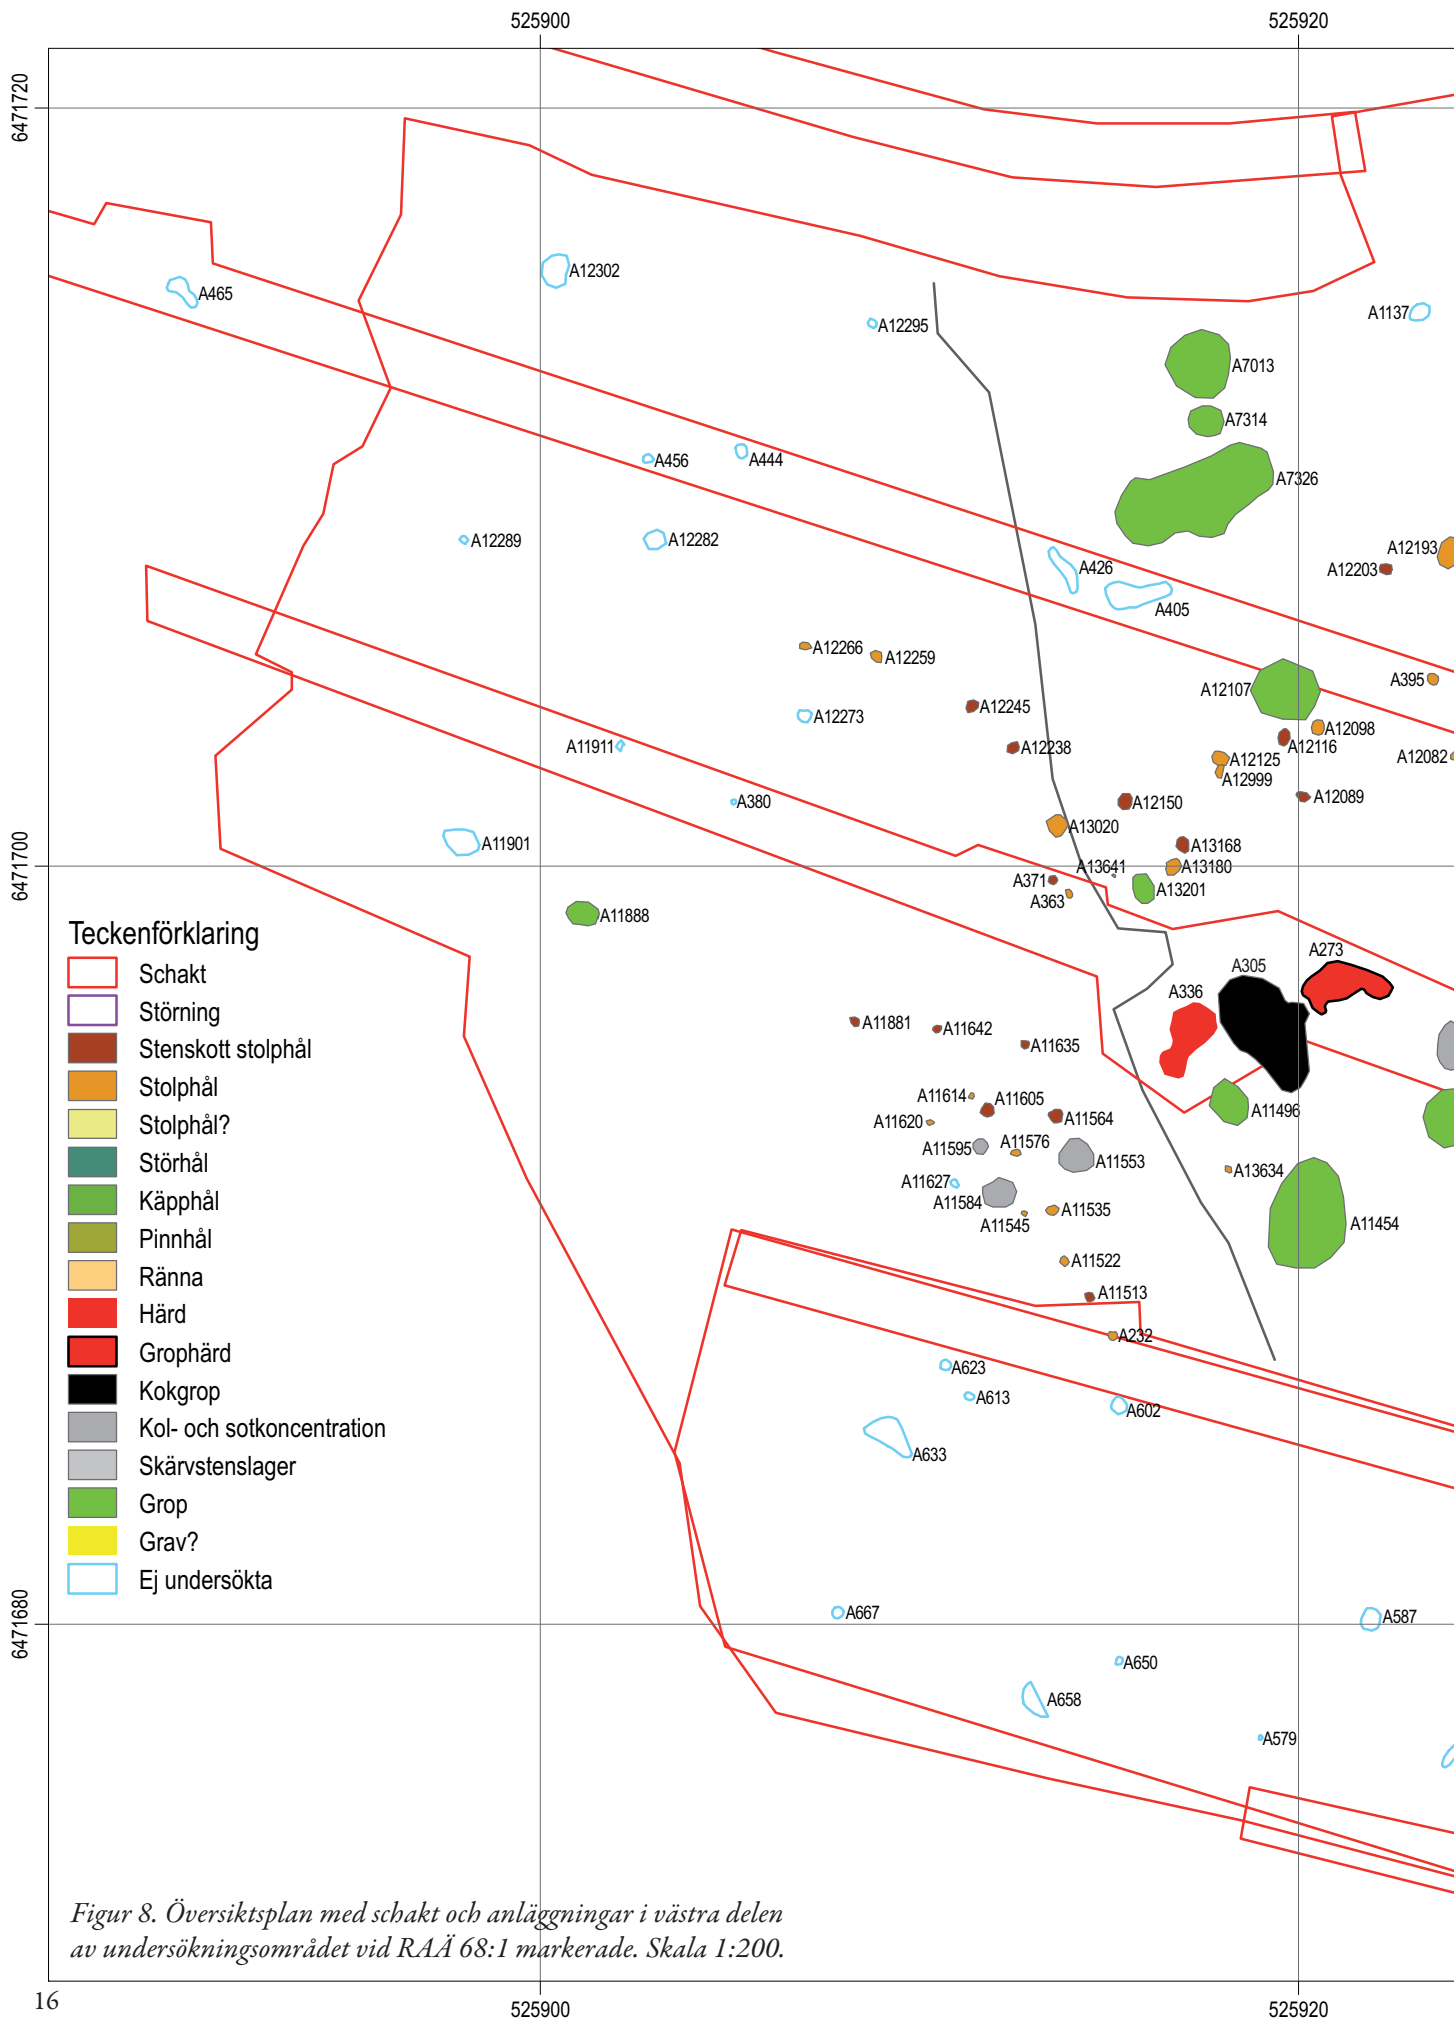 525900
525920
6471720
A12302
A465
A12295
A1137
A7013
A7314
A456
A444
A7326
A12289
A12282
A12193
A426
A12203
A405
A12266
A12259
A395
A12107
A12245
A12273
A12098
A11911
A12238
A12116
A12125
A12082
A12999
A380
A12150
A12089
A13020
A11901
A13168
6471700
A13641
A13180
A371
A13201
A363
A11888
Teckenförklaring
Schakt
Störning
Stenskott stolphål
Stolphål
Stolphål?
Störhål
Käpphål
Pinnhål
Ränna
Härd
Grophärd
Kokgrop
Kol- och sotkoncentration
Skärvstenslager
Grop
Grav?
Ej undersökta
A273
A305
A336
A11881
A11642
A11635
A11614
A11605
A11620
A11564
A11496
A11595
A11576
A11553
A13634
A11627
A11584
A11535
A11545
A11454
A11522
A11513
A232
A623
A613
A602
A633
6471680
A667
A587
A650
A658
A579
Figur 8. Översiktsplan med schakt och anläggningar i västra delen
av undersökningsområdet vid RAÄ 68:1 markerade. Skala 1:200.
16
525900
525920